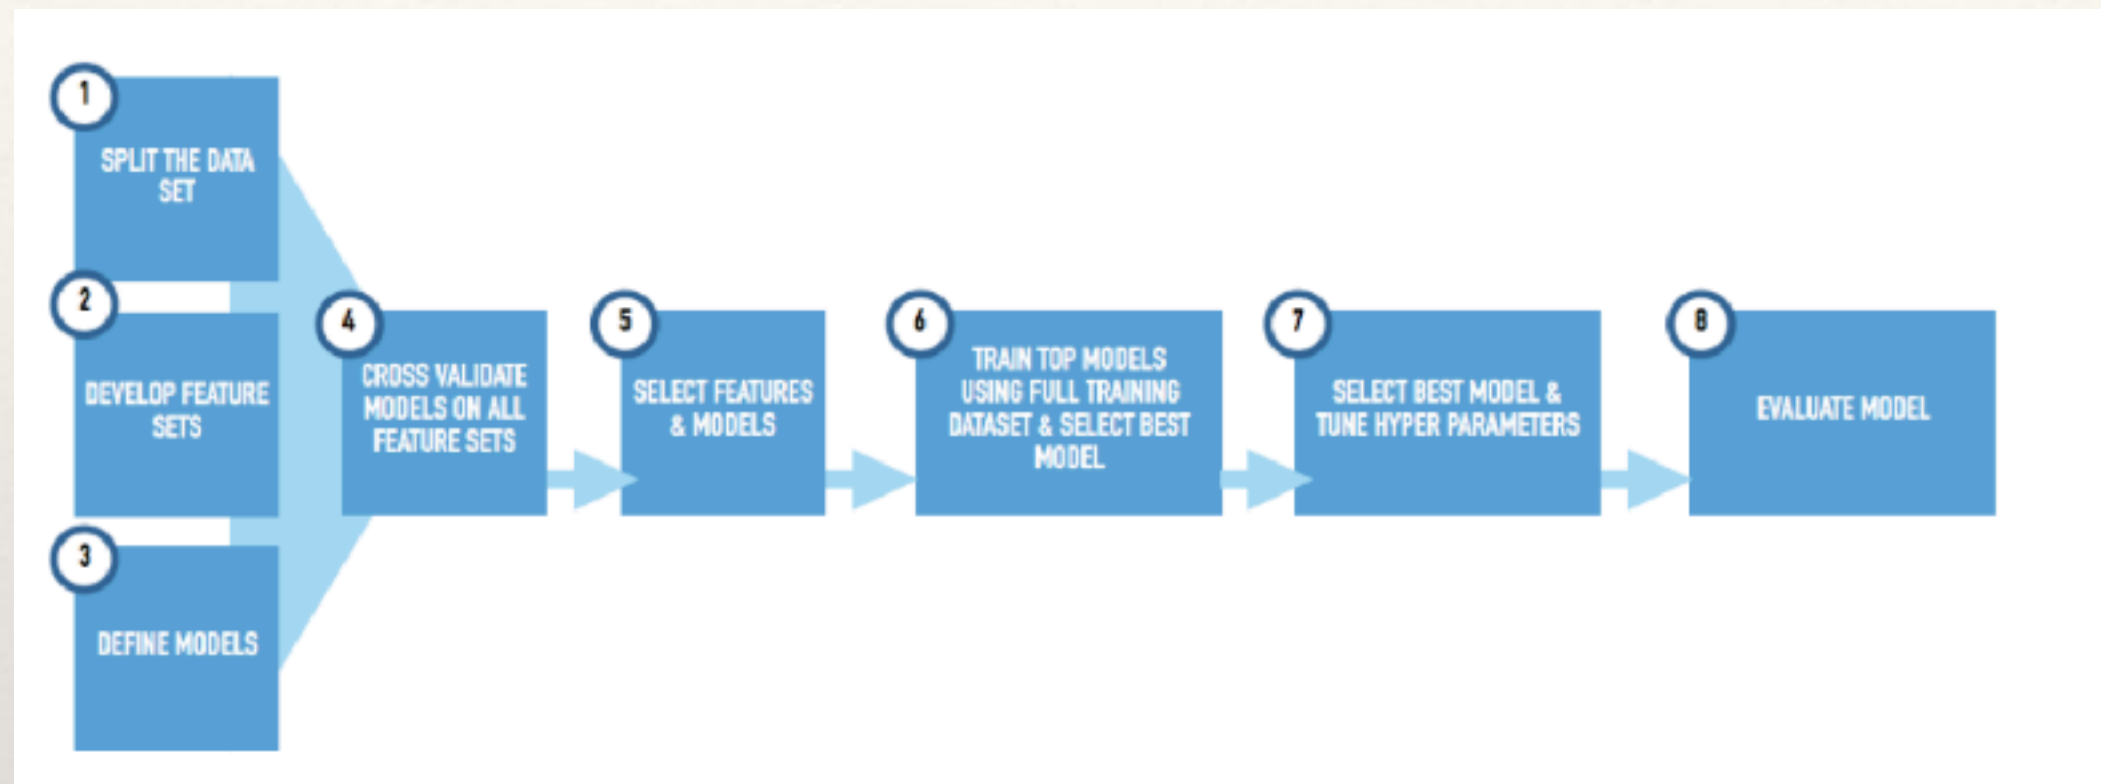 1
SPLIT THE DATA
SET
2
DEVELOP FEATURE
SETS
3
DEFINE MODELS
4
CROSS VALIDATE
MODELS ON ALL
FEATURE SETS
5
SELECT FEATURES
& MODELS
6
TRAIN TOP MODELS
USING FULL TRAINING
DATASET & SELECT BEST
MODEL
7
SELECT BEST MODEL &
TUNE HYPER PARAMETERS
8
EVALUATE MODEL